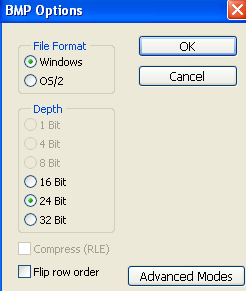 BMP Options
File Format
Windows
OS/2
OK
Cancel
Depth
1 Bit
4 Bit
8 Bit
16 Bit
24 Bit
32 Bit
Compress (RLE)
Flip row order
Advanced Modes